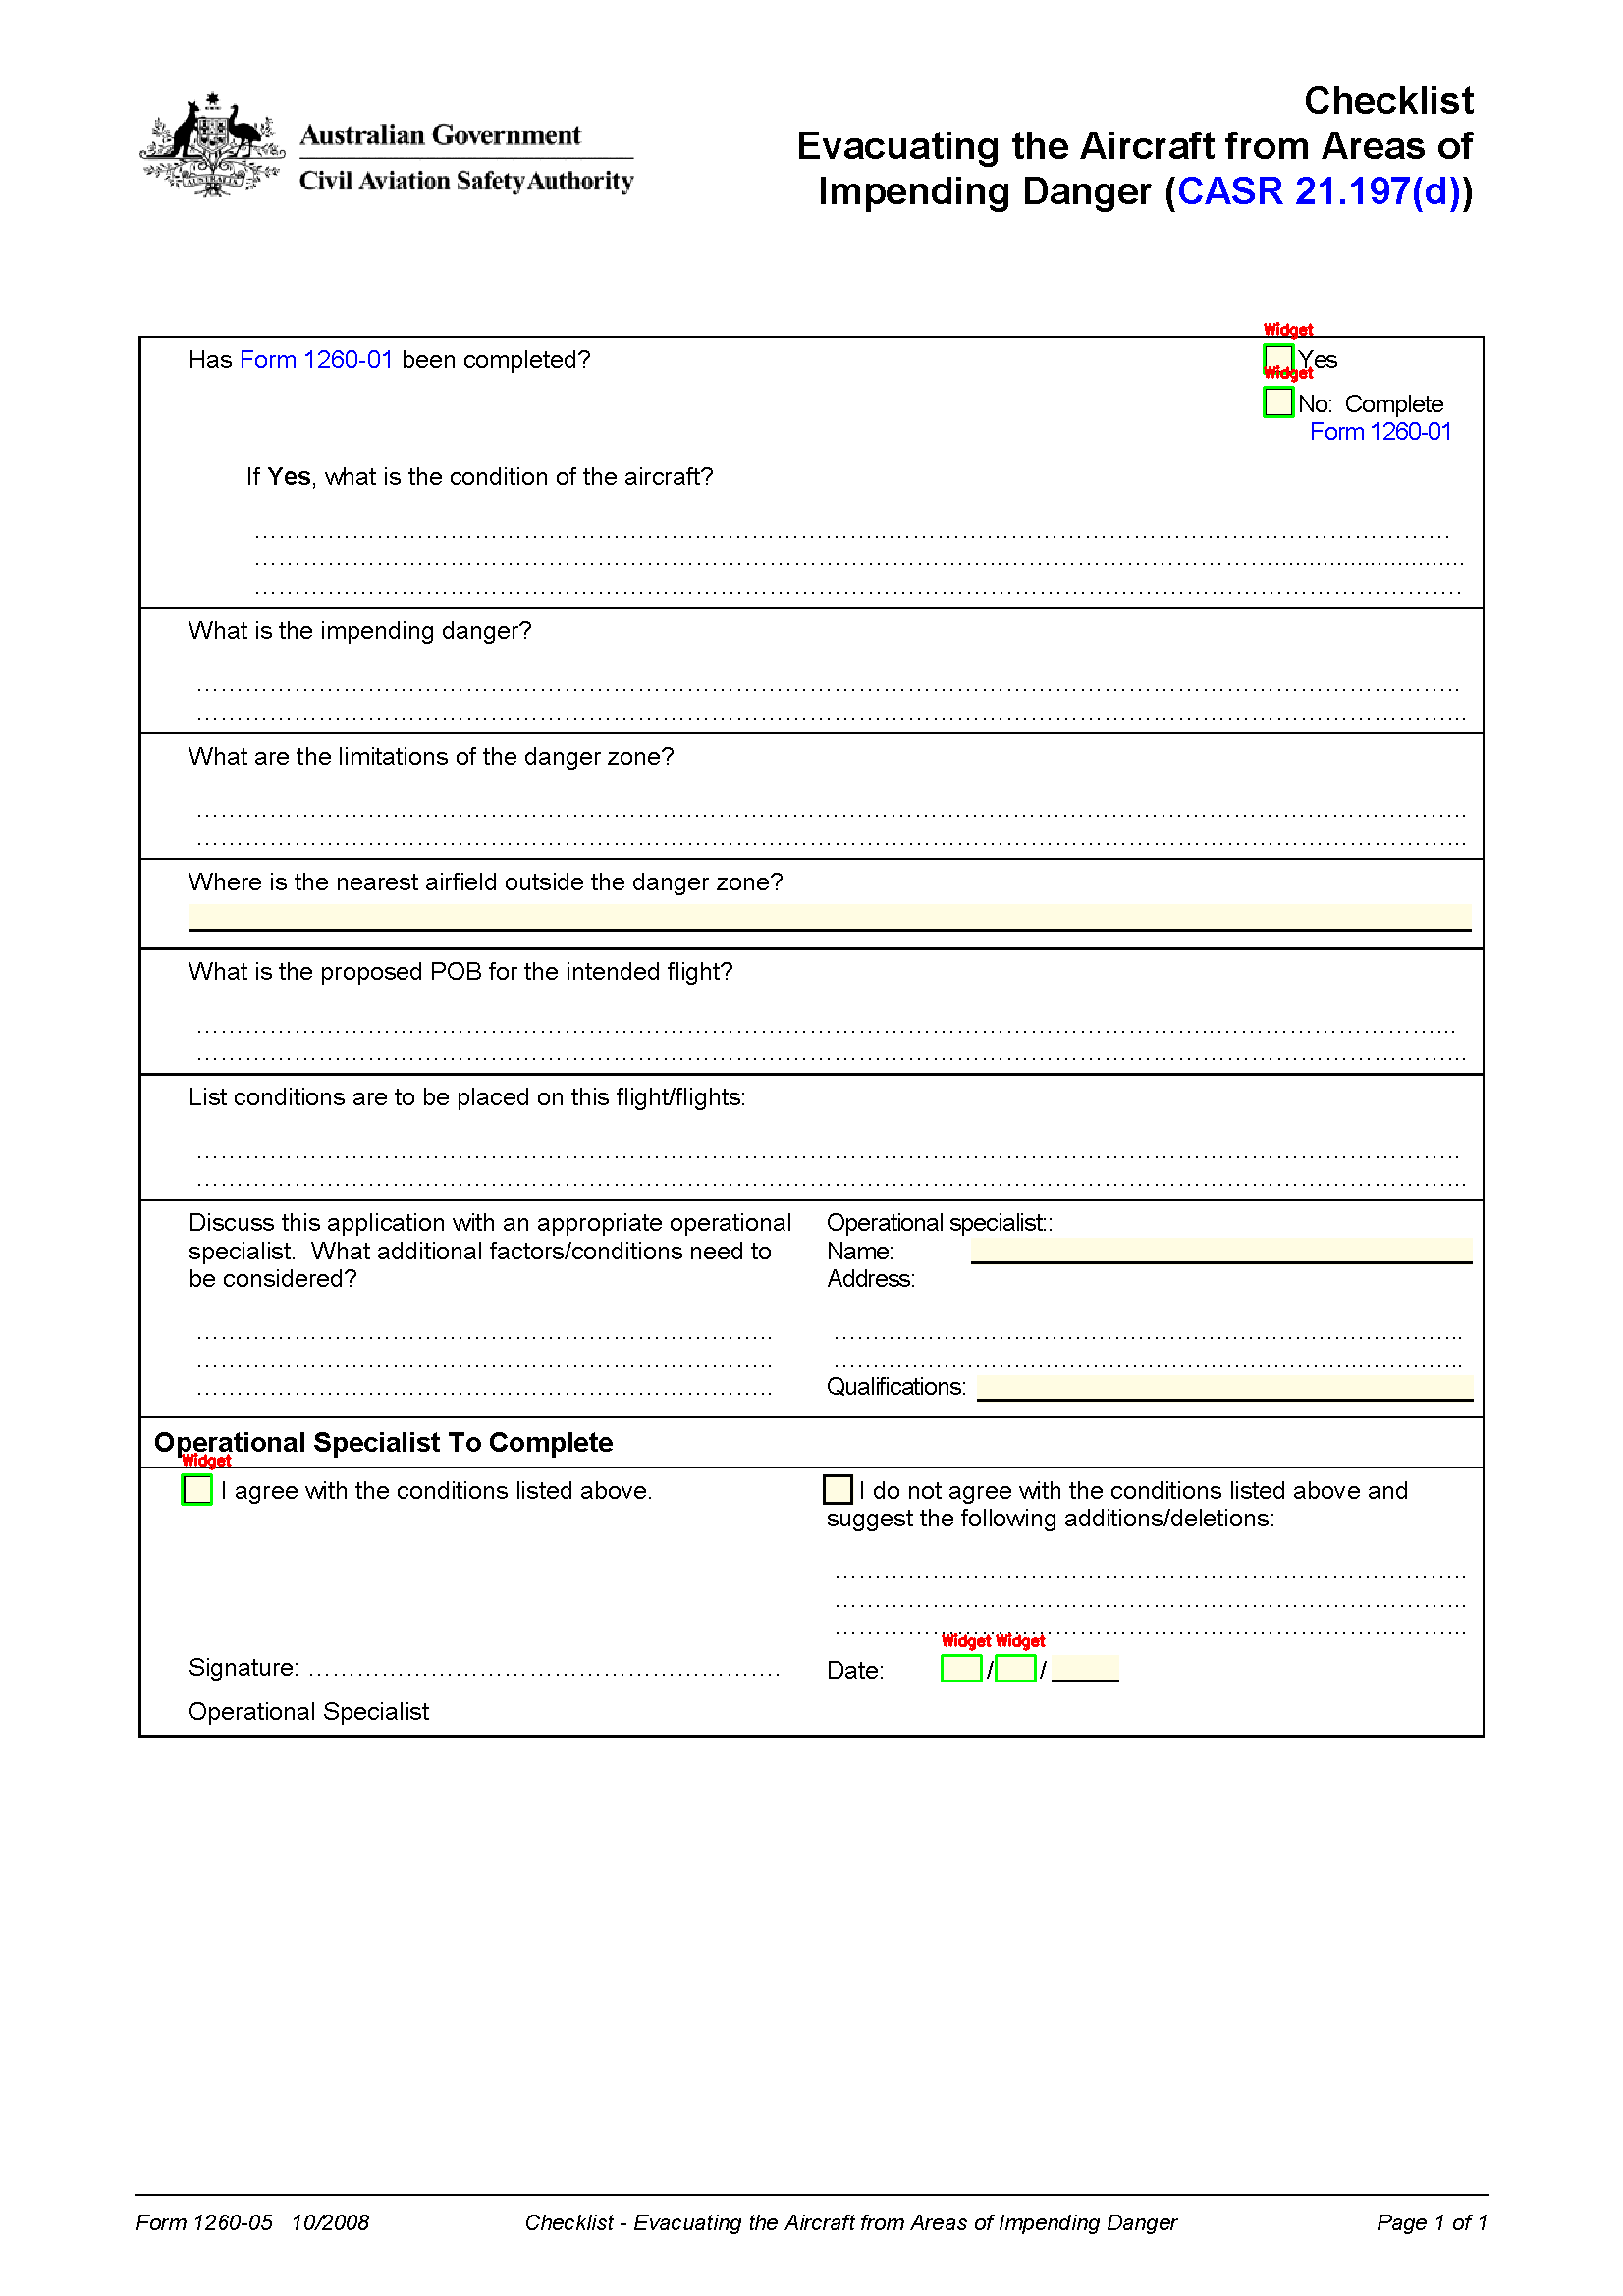 Australian Government
Civil Aviation Safety Authority
Checklist
Evacuating the Aircraft from Areas of
Impending Danger (CASR 21.197(d))
Widget
Has Form 1260-01 been completed?
Yes
Widget
No: Complete
Form 1260-01
If Yes, what is the condition of the aircraft?
What is the impending danger?
What are the limitations of the danger zone?
Where is the nearest airfield outside the danger zone?
What is the proposed POB for the intended flight?
List conditions are to be placed on this flight/flights:
Discuss this application with an appropriate operational
specialist. What additional factors/conditions need to
be considered?
Operational specialist::
Name:
Address:
Qualifications:
Operational Specialist To Complete
Widget
I agree with the conditions listed above.
I do not agree with the conditions listed above and
suggest the following additions/deletions:
Widget Widget
Signature:
Date: / /
Operational Specialist
Form 1260-05 10/2008
Checklist - Evacuating the Aircraft from Areas of Impending Danger
Page 1 of 1